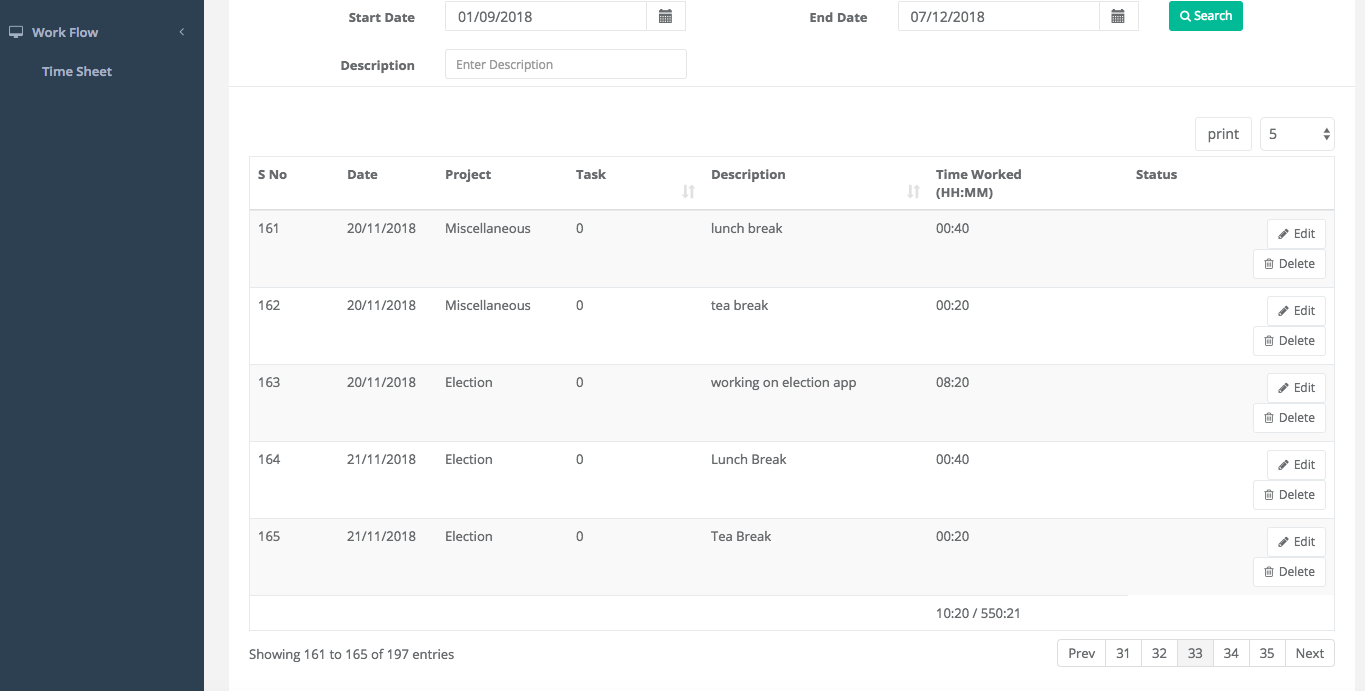 Work Flow
Time Sheet
Start Date 01/09/2018 End Date 07/12/2018 Search
Description Enter Description
print 5
S No Date Project Task Description Time Worked (HH:MM) Status
161 20/11/2018 Miscellaneous 0 lunch break 00:40 Edit
Delete
162 20/11/2018 Miscellaneous 0 tea break 00:20 Edit
Delete
163 20/11/2018 Election 0 working on election app 08:20 Edit
Delete
164 21/11/2018 Election 0 Lunch Break 00:40 Edit
Delete
165 21/11/2018 Election 0 Tea Break 00:20 Edit
Delete
10:20 / 550:21
Showing 161 to 165 of 197 entries Prev 31 32 33 34 35 Next